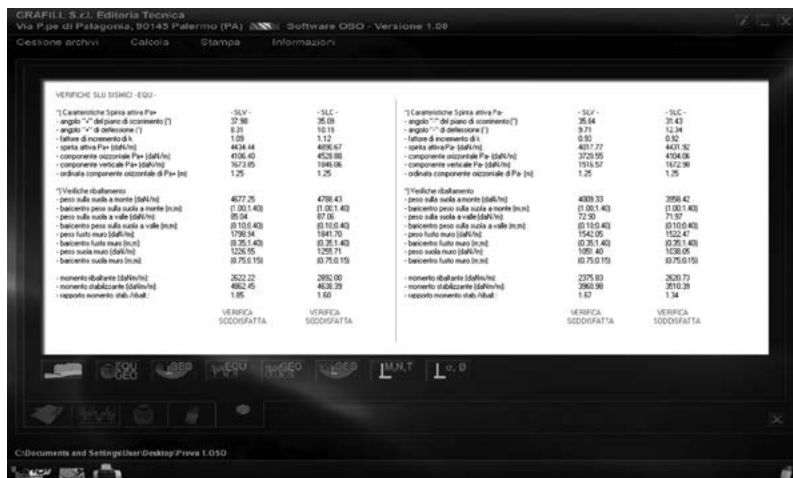 GRAFILL S.r.l. Editoria Tecnica
Via P.pe di Patagonia, 90145 Palermo (PA) Software OSO - Versione 1.00
Gestione archivi Calcola Stampa Informazioni
VERIFICHE SLU SISMICI - EQU -
*) Caratteristiche Spinta attiva Pa+ - SLV - - SLC -
- angolo "+" del piano di scorrimento (°) 37.98 35.09
- angolo "+" di deflessione (°) 8.31 10.18
- fattore di incremento di k 1.09 1.12
- spinta attiva Pa+ [daN/m]: 4434.44 4890.67
- componente orizzontale Pa+ [daN/m]: 4106.40 4528.88
- componente verticale Pa+ [daN/m]: 1673.85 1846.06
- ordinata componente orizzontale di Pa+ [m]: 1.25 1.25
*) Verifiche ribaltamento
- peso sulla suola a monte [daN/m]: 4677.25 4788.43
- baricentro peso sulla suola a monte [m;m]: (1.00;1.40) (1.00;1.40)
- peso sulla suola a valle [daN/m]: 85.04 87.06
- baricentro peso sulla suola a valle [m;m]: (0.10;0.40) (0.10;0.40)
- peso fusto muro [daN/m]: 1798.94 1841.70
- baricentro fusto muro [m;m]: (0.35;1.40) (0.35;1.40)
- peso suola muro [daN/m]: 1226.55 1255.71
- baricentro suola muro [m;m]: (0.75;0.15) (0.75;0.15)
- momento ribaltante [daNm/m]: 2622.22 2892.00
- momento stabilizzante [daNm/m]: 4862.45 4638.39
- rapporto momento stab./ribalt.: 1.85 1.60
VERIFICA VERIFICA
SODDISFATTA SODDISFATTA
*) Caratteristiche Spinta attiva Pa- - SLV - - SLC -
- angolo "-" del piano di scorrimento (°) 35.64 31.43
- angolo "-" di deflessione (°) 9.71 12.34
- fattore di incremento di k 0.93 0.92
- spinta attiva Pa- [daN/m]: 4017.77 4431.92
- componente orizzontale Pa- [daN/m]: 3720.55 4104.06
- componente verticale Pa- [daN/m]: 1516.57 1672.90
- ordinata componente orizzontale di Pa- [m]: 1.25 1.25
*) Verifiche ribaltamento
- peso sulla suola a monte [daN/m]: 4009.33 3958.42
- baricentro peso sulla suola a monte [m;m]: (1.00;1.40) (1.00;1.40)
- peso sulla suola a valle [daN/m]: 72.90 71.97
- baricentro peso sulla suola a valle [m;m]: (0.10;0.40) (0.10;0.40)
- peso fusto muro [daN/m]: 1542.05 1522.47
- baricentro fusto muro [m;m]: (0.35;1.40) (0.35;1.40)
- peso suola muro [daN/m]: 1051.40 1038.05
- baricentro fusto muro [m;m]: (0.75;0.15) (0.75;0.15)
- momento ribaltante [daNm/m]: 2375.83 2620.73
- momento stabilizzante [daNm/m]: 3960.98 3510.39
- rapporto momento stab./ribalt.: 1.67 1.34
VERIFICA VERIFICA
SODDISFATTA SODDISFATTA
EQU GEO GEO EQU GEO GEO M,N,T σ, Ø
C:\Documents and Settings\User\Desktop\Prova 1.OSO